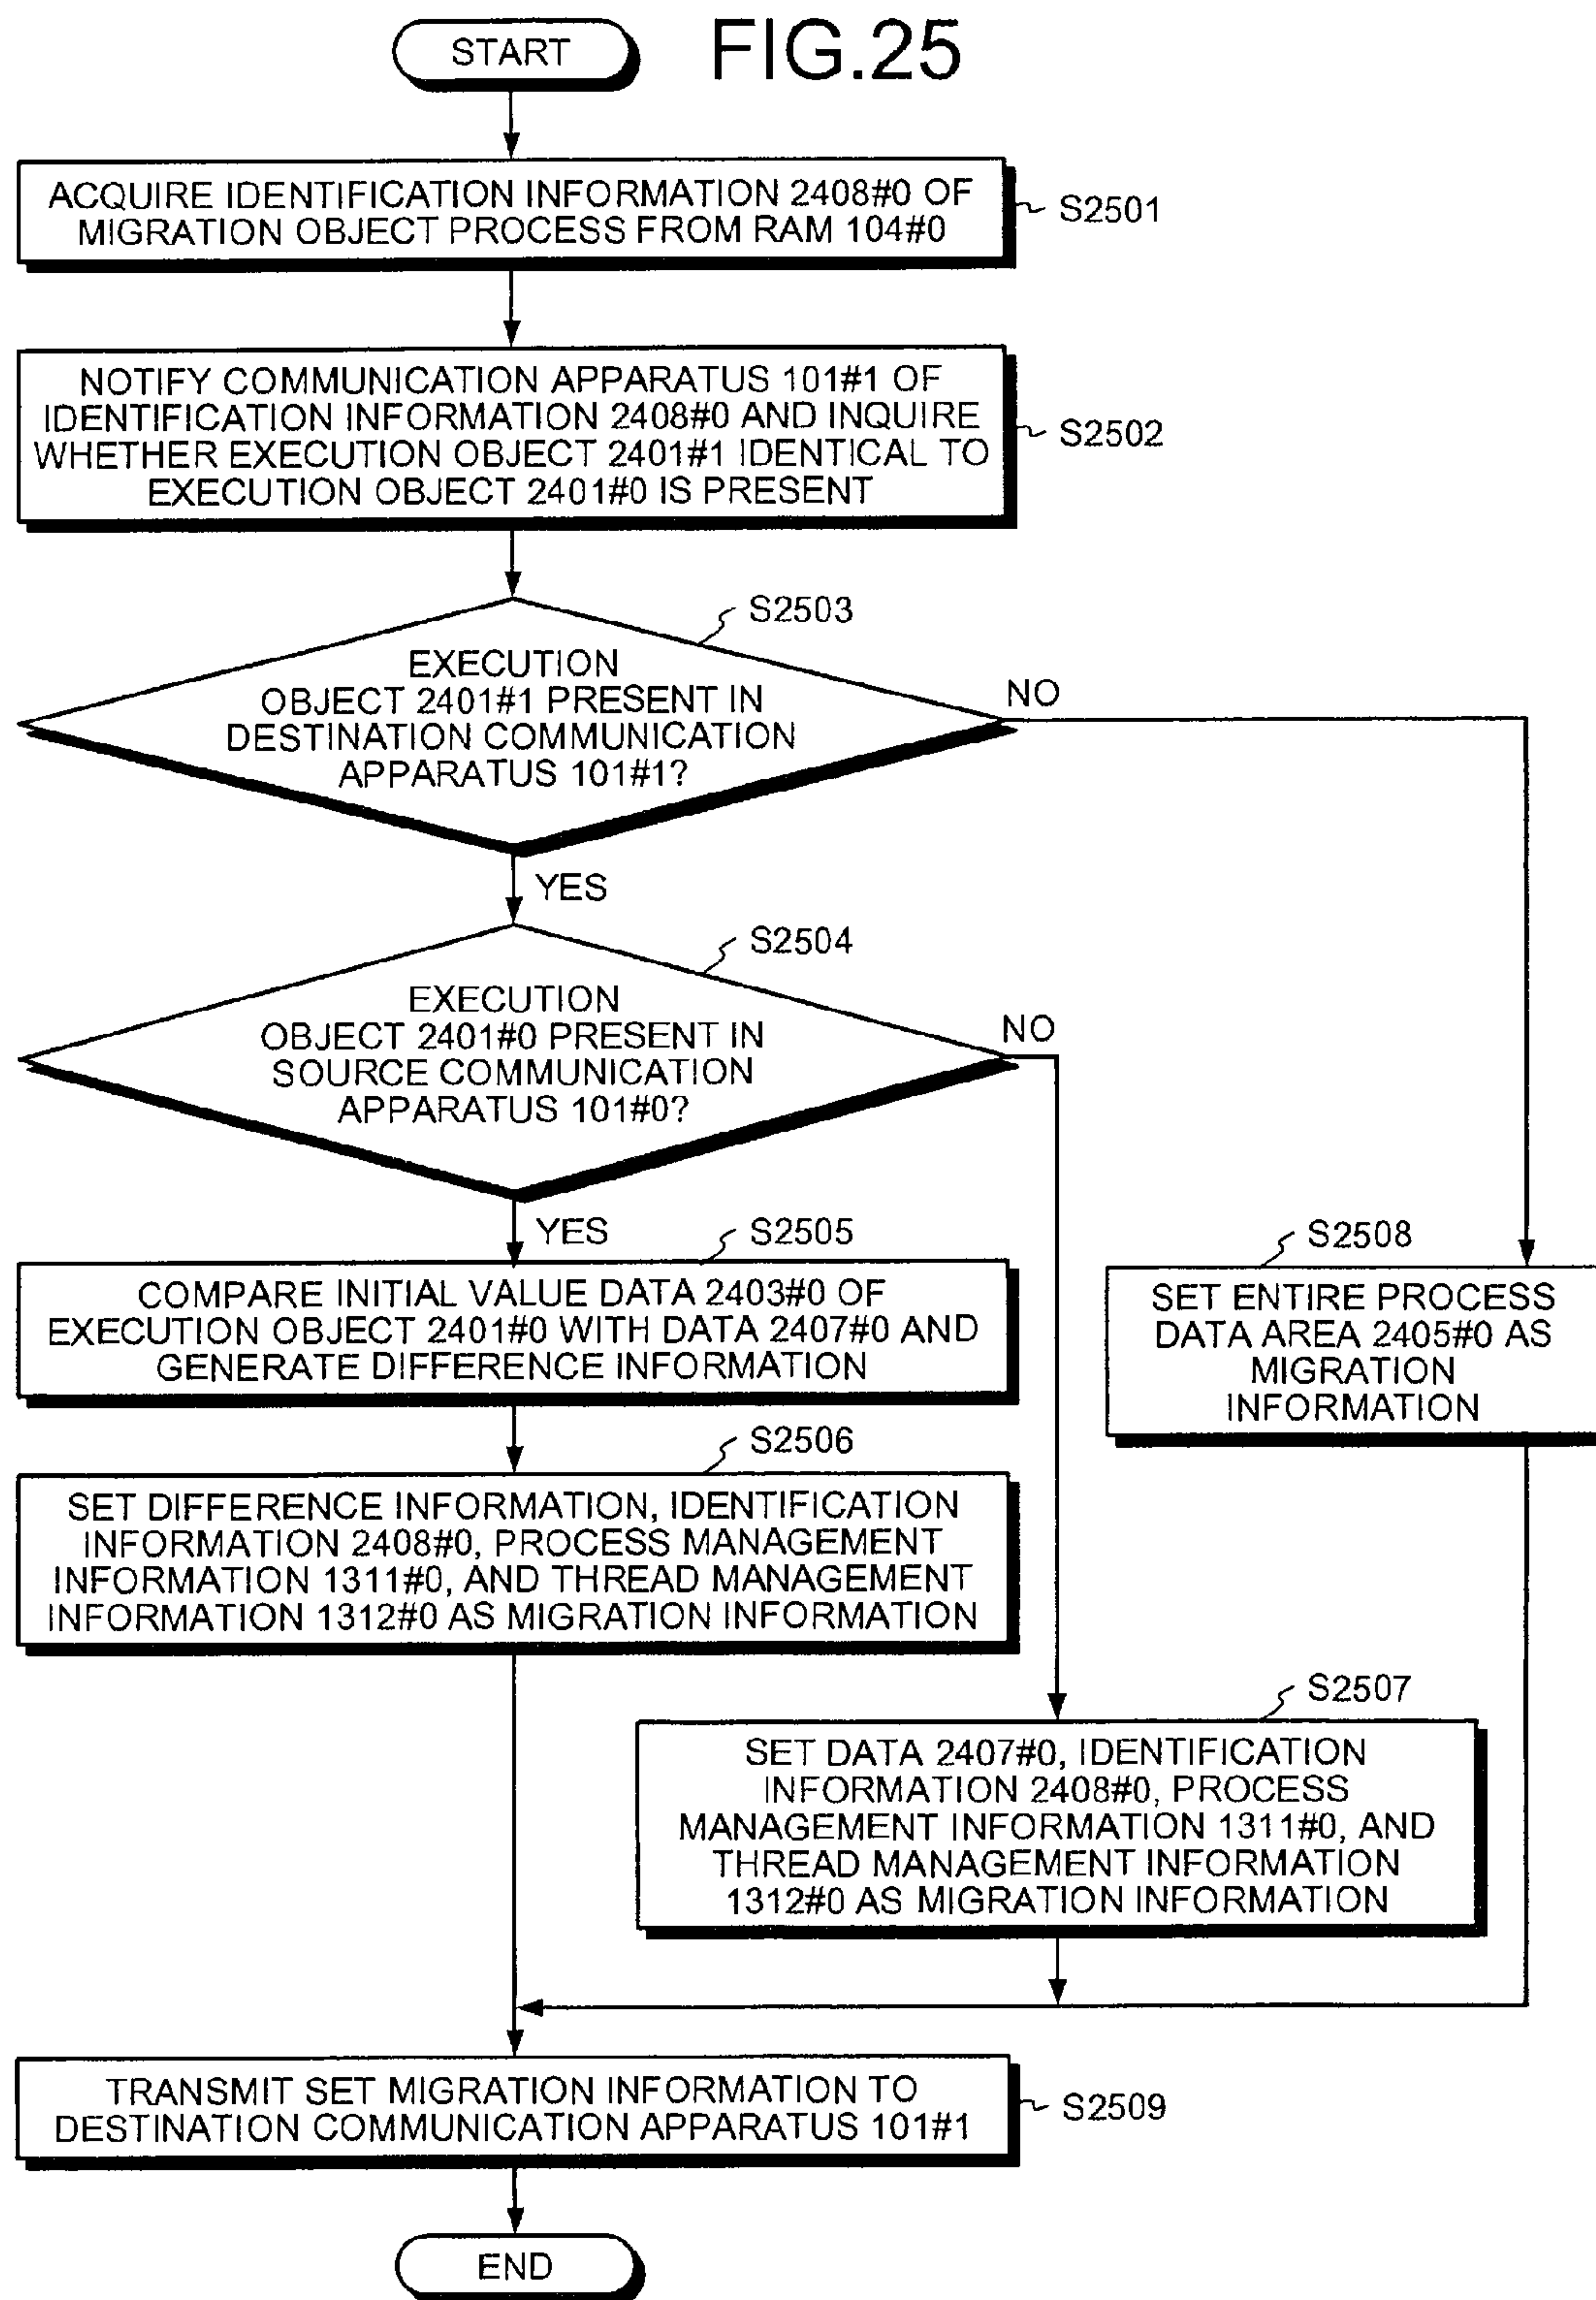 START
FIG.25
ACQUIRE IDENTIFICATION INFORMATION 2408#0 OF
MIGRATION OBJECT PROCESS FROM RAM 104#0
S2501
NOTIFY COMMUNICATION APPARATUS 101#1 OF
IDENTIFICATION INFORMATION 2408#0 AND INQUIRE
WHETHER EXECUTION OBJECT 2401#1 IDENTICAL TO
EXECUTION OBJECT 2401#0 IS PRESENT
S2502
S2503
EXECUTION
OBJECT 2401#1 PRESENT IN
DESTINATION COMMUNICATION
APPARATUS 101#1?
NO
YES
S2504
EXECUTION
OBJECT 2401#0 PRESENT IN
SOURCE COMMUNICATION
APPARATUS 101#0?
NO
YES
S2505
COMPARE INITIAL VALUE DATA 2403#0 OF
EXECUTION OBJECT 2401#0 WITH DATA 2407#0 AND
GENERATE DIFFERENCE INFORMATION
S2508
SET ENTIRE PROCESS
DATA AREA 2405#0 AS
MIGRATION
INFORMATION
S2506
SET DIFFERENCE INFORMATION, IDENTIFICATION
INFORMATION 2408#0, PROCESS MANAGEMENT
INFORMATION 1311#0, AND THREAD MANAGEMENT
INFORMATION 1312#0 AS MIGRATION INFORMATION
S2507
SET DATA 2407#0, IDENTIFICATION
INFORMATION 2408#0, PROCESS
MANAGEMENT INFORMATION 1311#0, AND
THREAD MANAGEMENT INFORMATION
1312#0 AS MIGRATION INFORMATION
TRANSMIT SET MIGRATION INFORMATION TO
DESTINATION COMMUNICATION APPARATUS 101#1
S2509
END